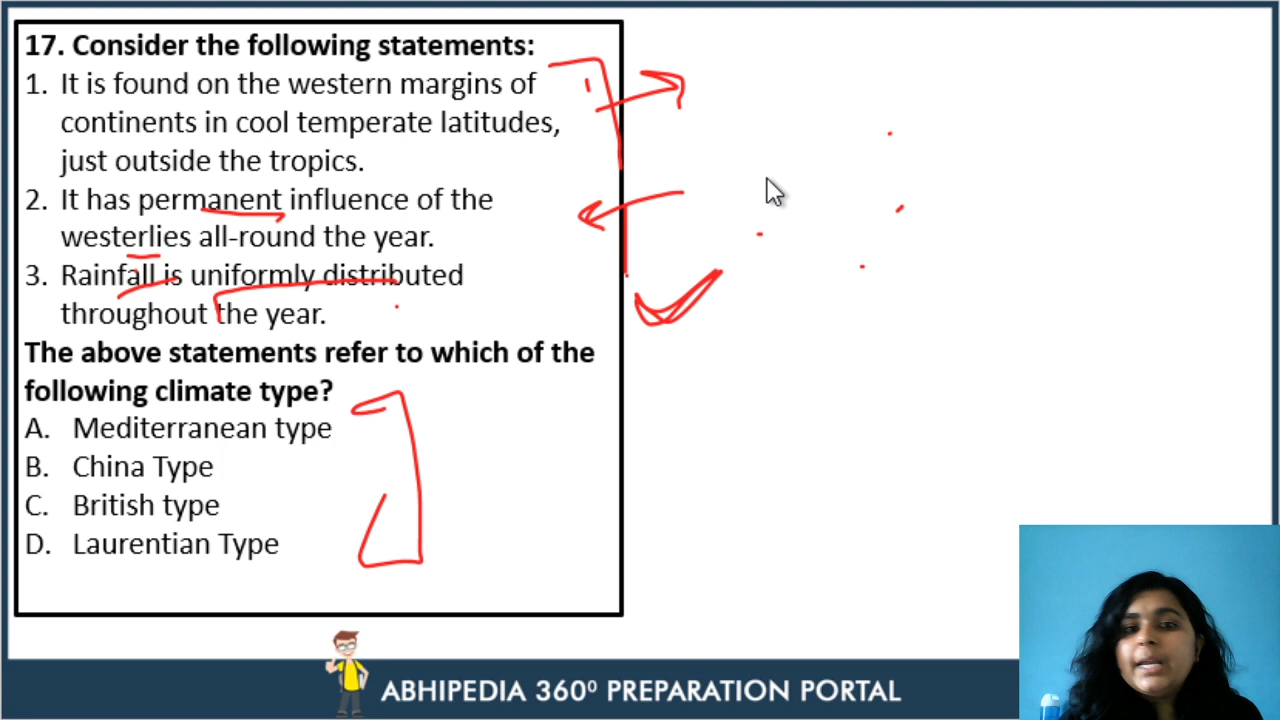 17. Consider the following statements:
1. It is found on the western margins of
continents in cool temperate latitudes,
just outside the tropics.
2. It has permanent influence of the
westerlies all-round the year.
3. Rainfall is uniformly distributed
throughout the year.
The above statements refer to which of the
following climate type?
A. Mediterranean type
B. China Type
C. British type
D. Laurentian Type
ABHIPEDIA 360⁰ PREPARATION PORTAL